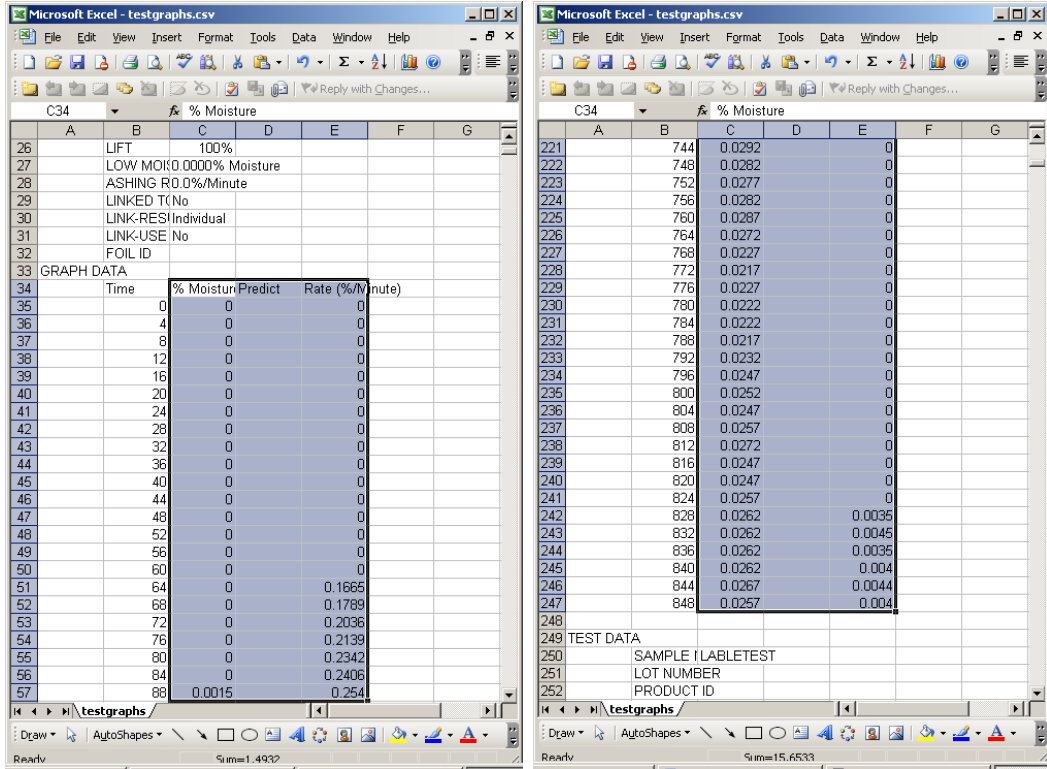 Microsoft Excel - testgraphs.csv
File Edit View Insert Format Tools Data Window Help
Reply with Changes...
C34 fx % Moisture
A B C D E F G
26 LIFT 100%
27 LOW MOIS 0.0000% Moisture
28 ASHING R 0.0%/Minute
29 LINKED TO No
30 LINK-RESU Individual
31 LINK-USE No
32 FOIL ID
33 GRAPH DATA
34 Time % Moisture Predict Rate (%/Minute)
35 0 0 0
36 4 0 0
37 8 0 0
38 12 0 0
39 16 0 0
40 20 0 0
41 24 0 0
42 28 0 0
43 32 0 0
44 36 0 0
45 40 0 0
46 44 0 0
47 48 0 0
48 52 0 0
49 56 0 0
50 60 0 0
51 64 0 0.1665
52 68 0 0.1789
53 72 0 0.2036
54 76 0 0.2139
55 80 0 0.2342
56 84 0 0.2406
57 88 0.0015 0.254
testgraphs
Draw AutoShapes
Ready Sum=1.4932
Microsoft Excel - testgraphs.csv
File Edit View Insert Format Tools Data Window Help
Reply with Changes...
C34 fx % Moisture
A B C D E F G
221 744 0.0292 0
222 748 0.0282 0
223 752 0.0277 0
224 756 0.0282 0
225 760 0.0287 0
226 764 0.0272 0
227 768 0.0227 0
228 772 0.0217 0
229 776 0.0227 0
230 780 0.0222 0
231 784 0.0222 0
232 788 0.0217 0
233 792 0.0232 0
234 796 0.0247 0
235 800 0.0252 0
236 804 0.0247 0
237 808 0.0257 0
238 812 0.0272 0
239 816 0.0247 0
240 820 0.0247 0
241 824 0.0257 0
242 828 0.0262 0.0035
243 832 0.0262 0.0045
244 836 0.0262 0.0035
245 840 0.0262 0.004
246 844 0.0267 0.0044
247 848 0.0257 0.004
248
249 TEST DATA
250 SAMPLE LABLETEST
251 LOT NUMBER
252 PRODUCT ID
testgraphs
Draw AutoShapes
Ready Sum=15.6533